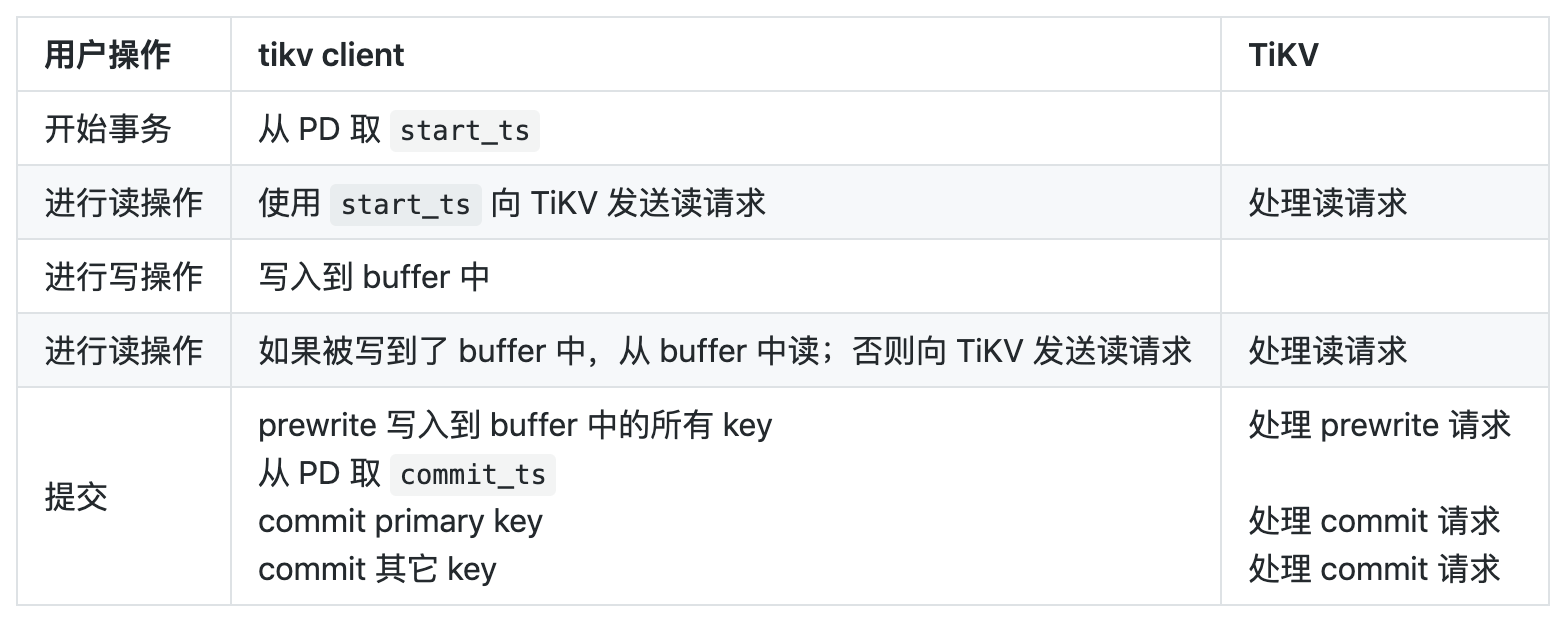 用户操作 tikv client TiKV
开始事务 从 PD 取 start_ts
进行读操作 使用 start_ts 向 TiKV 发送读请求 处理读请求
进行写操作 写入到 buffer 中
进行读操作 如果被写到了 buffer 中，从 buffer 中读；否则向 TiKV 发送读请求 处理读请求
提交
prewrite 写入到 buffer 中的所有 key 处理 prewrite 请求
从 PD 取 commit_ts
commit primary key 处理 commit 请求
commit 其它 key 处理 commit 请求